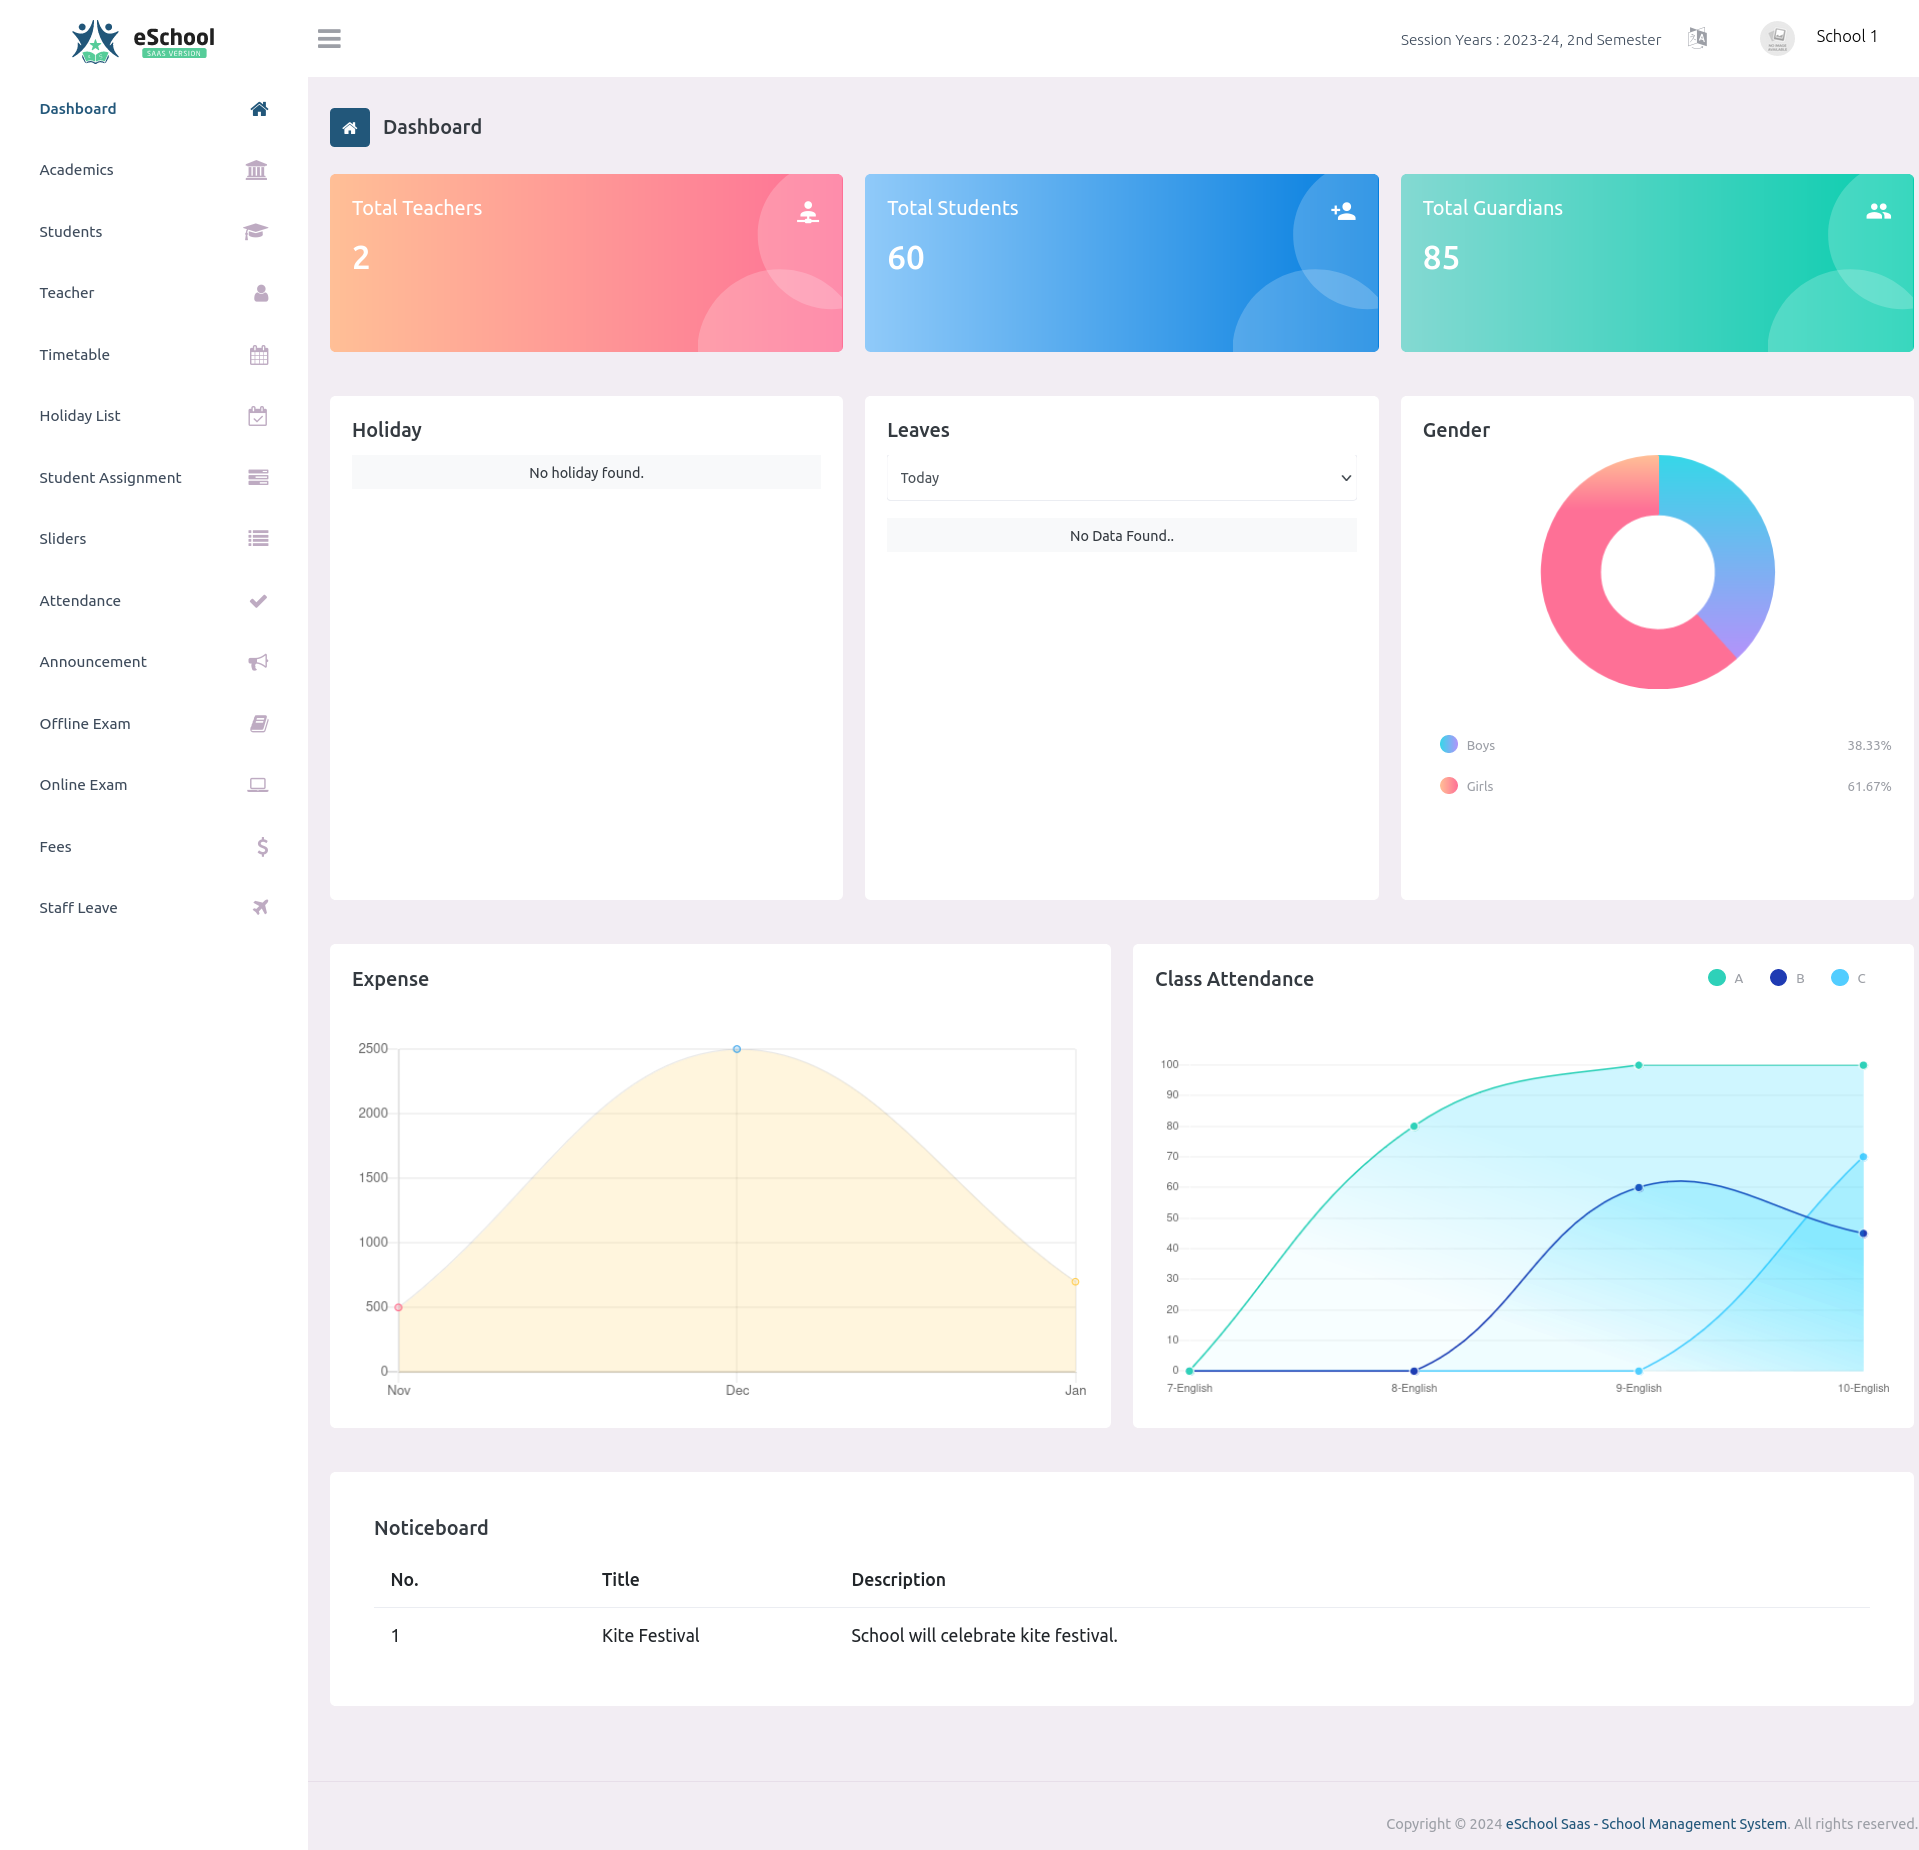 eSchool
SAAS VERSION
Session Years : 2023-24, 2nd Semester
School 1
Dashboard
Academics
Students
Teacher
Timetable
Holiday List
Student Assignment
Sliders
Attendance
Announcement
Offline Exam
Online Exam
Fees
Staff Leave
Dashboard
Total Teachers
2
Total Students
60
Total Guardians
85
Holiday
No holiday found.
Leaves
Today
No Data Found..
Gender
Boys 38.33%
Girls 61.67%
Expense
2500
2000
1500
1000
500
0
Nov Dec Jan
Class Attendance
A B C
100
90
80
70
60
50
40
30
20
10
0
7-English 8-English 9-English 10-English
Noticeboard
No. Title Description
1 Kite Festival School will celebrate kite festival.
Copyright © 2024 eSchool Saas - School Management System. All rights reserved.